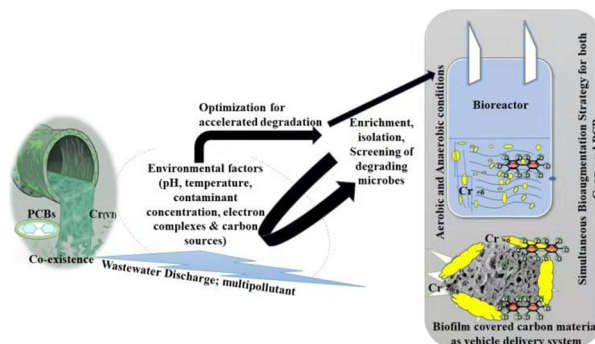 PCBs
Cr(VI)
Co-existence
Wastewater Discharge; multipollutant
Environmental factors
(pH, temperature,
contaminant
concentration, electron
complexes & carbon
sources)
Optimization for
accelerated degradation
Enrichment,
isolation,
Screening of
degrading
microbes
Aerobic and Anaerobic conditions
Bioreactor
Cr +6
Simultaneous Bioaugmentation Strategy for both
Cr
Cr
Biofilm covered carbon material
as vehicle delivery system